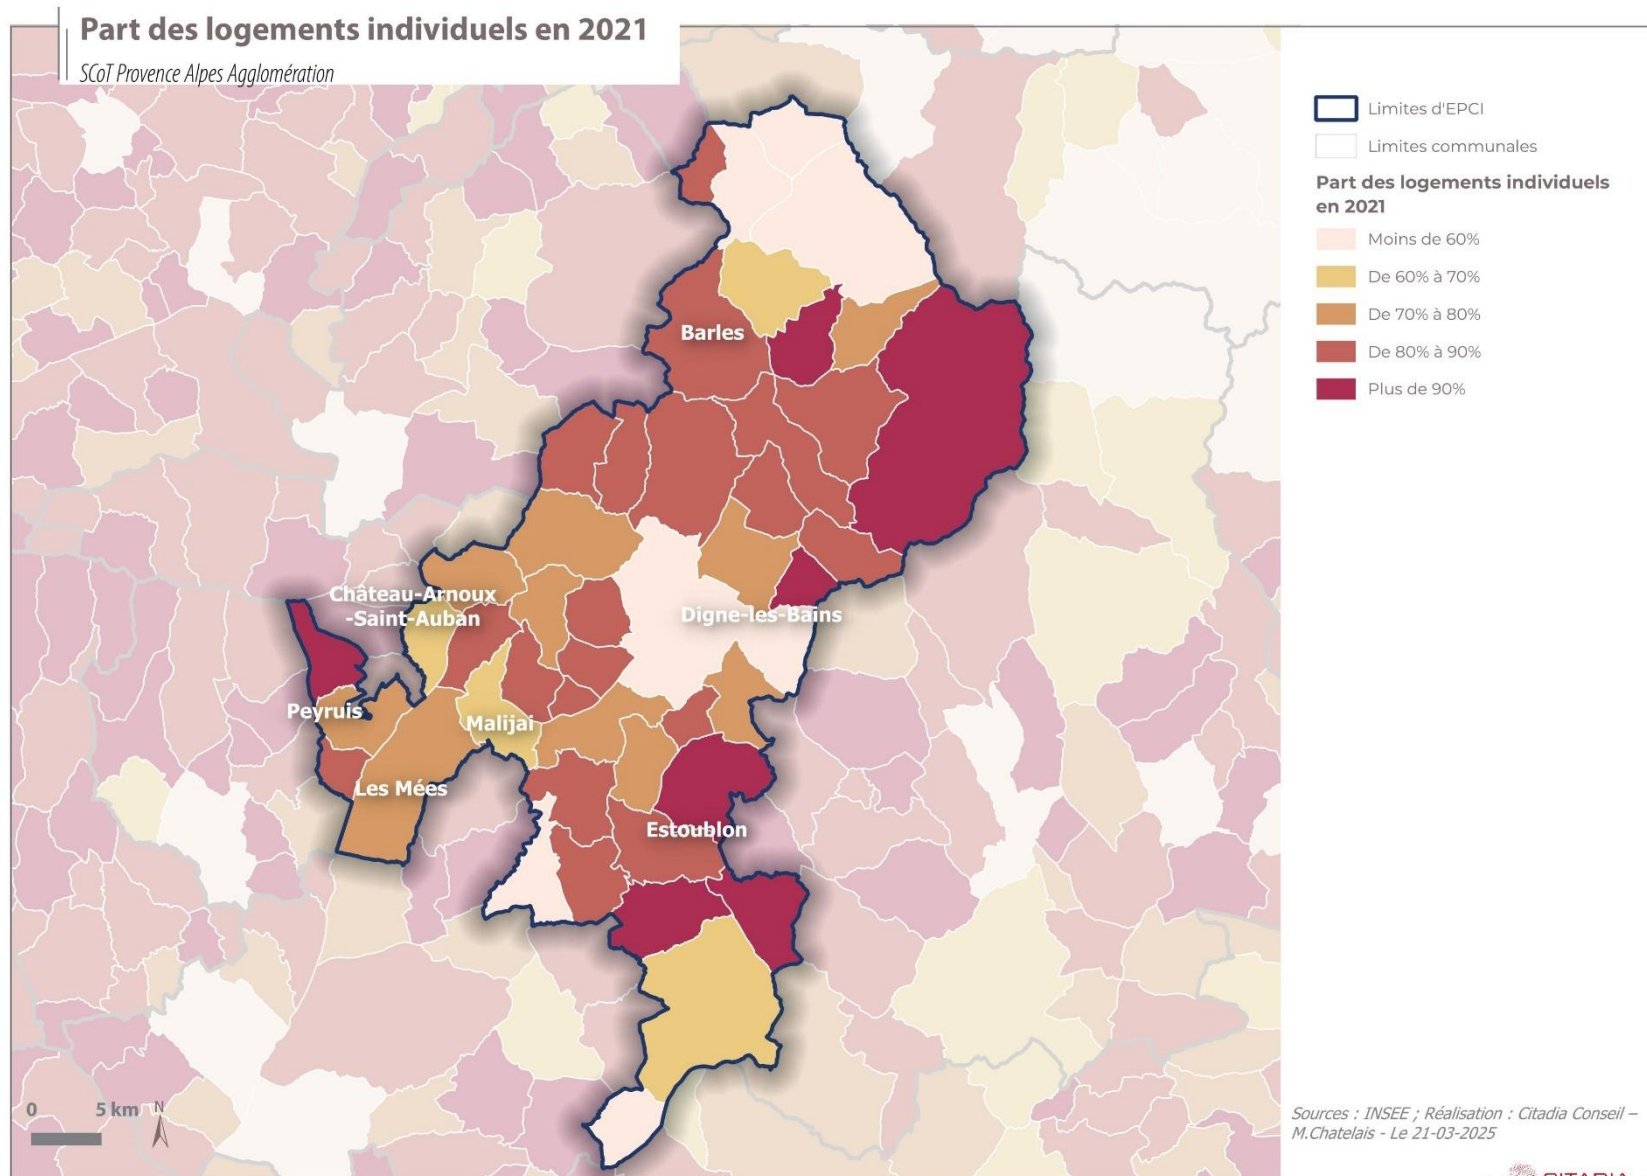 Part des logements individuels en 2021
SCoT Provence Alpes Agglomération
Limites d'EPCI
Limites communales
Part des logements individuels
en 2021
Moins de 60%
De 60% à 70%
De 70% à 80%
De 80% à 90%
Plus de 90%
Barles
Château-Arnoux
-Saint-Auban
Digne-les-Bains
Peyruis
Malijai
Les Mées
Estoublon
0 5 km N
Sources : INSEE ; Réalisation : Citadia Conseil –
M.Chatelais - Le 21-03-2025
CITADIA